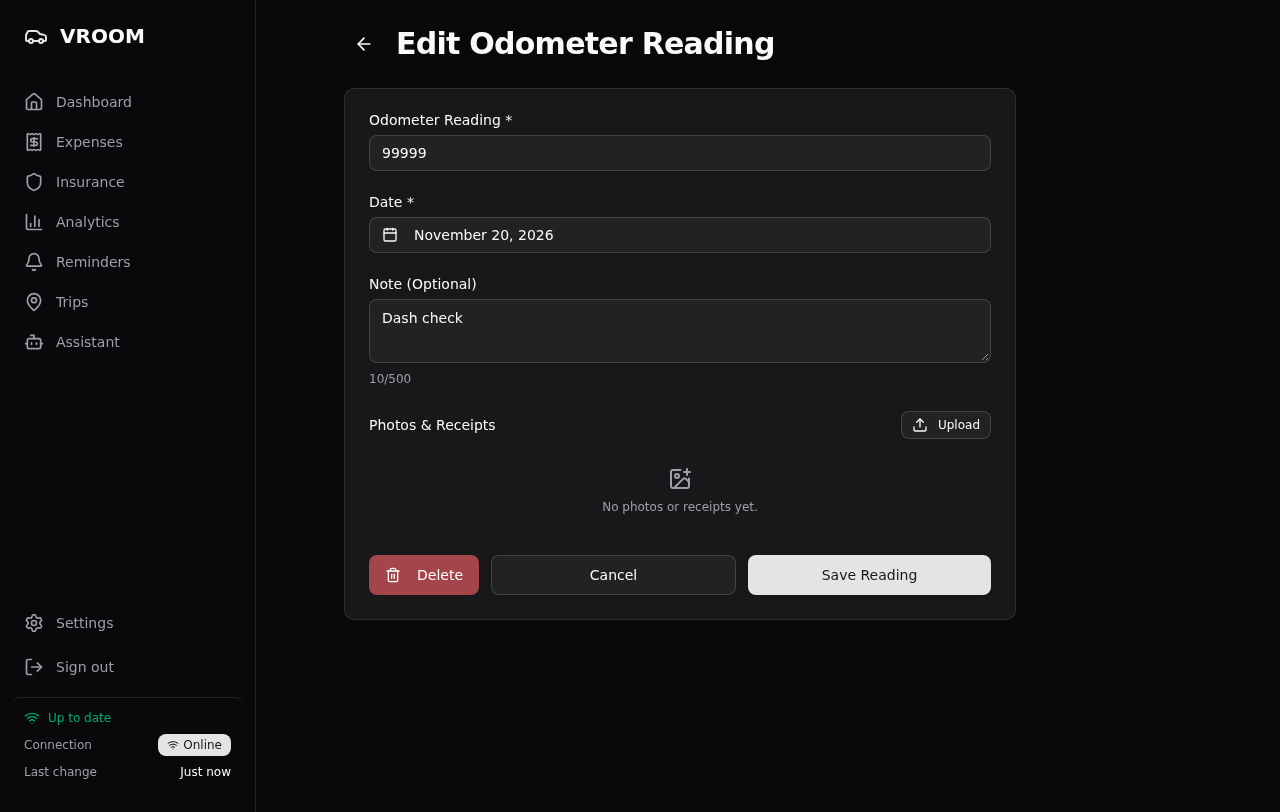 VROOM
Dashboard
Expenses
Insurance
Analytics
Reminders
Trips
Assistant
Settings
Sign out
Up to date
Connection
Online
Last change
Just now
Edit Odometer Reading
Odometer Reading *
99999
Date *
November 20, 2026
Note (Optional)
Dash check
10/500
Photos & Receipts
Upload
No photos or receipts yet.
Delete
Cancel
Save Reading